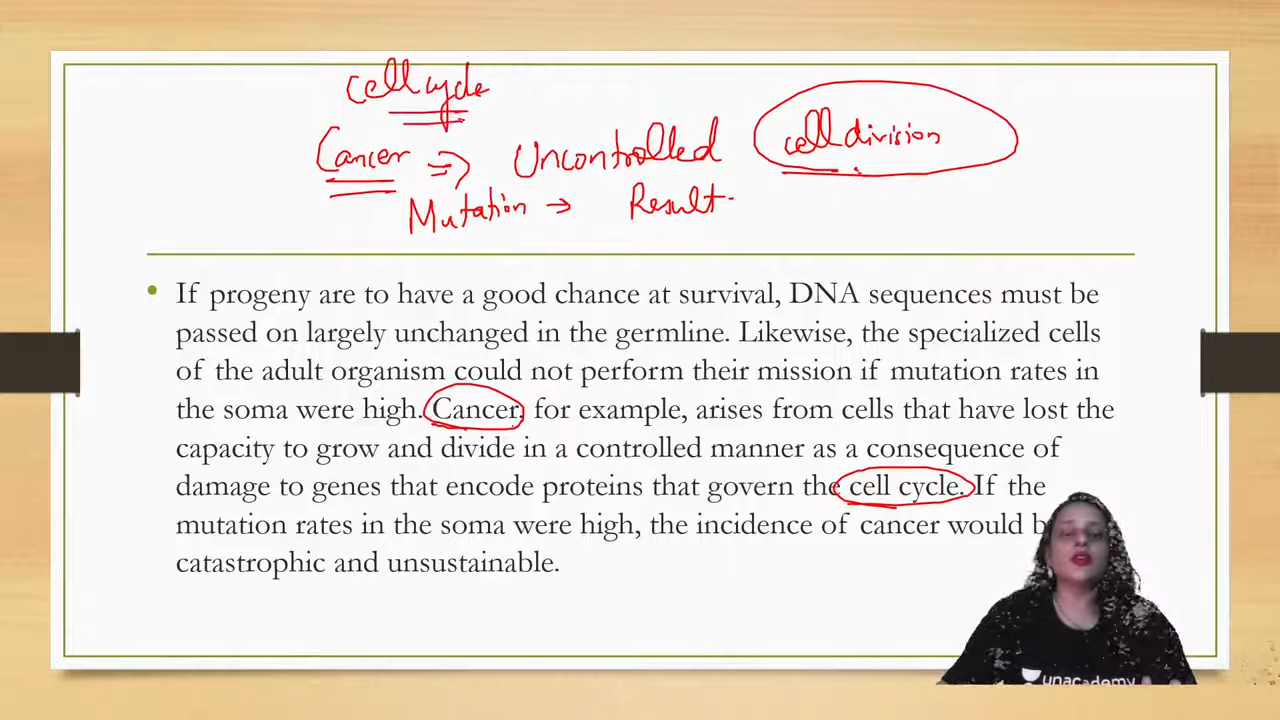 cell cycle
Cancer ⇒ Uncontrolled cell division
Mutation → Result
• If progeny are to have a good chance at survival, DNA sequences must be
passed on largely unchanged in the germline. Likewise, the specialized cells
of the adult organism could not perform their mission if mutation rates in
the soma were high. Cancer, for example, arises from cells that have lost the
capacity to grow and divide in a controlled manner as a consequence of
damage to genes that encode proteins that govern the cell cycle. If the
mutation rates in the soma were high, the incidence of cancer would b
catastrophic and unsustainable.
unacademy